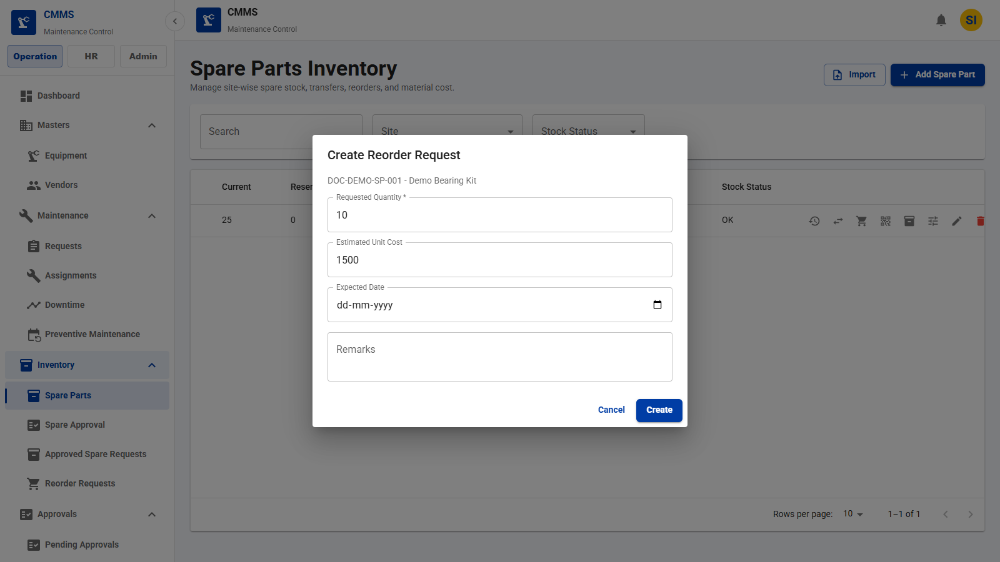 CMMS
Maintenance Control
Operation
HR
Admin
Dashboard
Masters
Equipment
Vendors
Maintenance
Requests
Assignments
Downtime
Preventive Maintenance
Inventory
Spare Parts
Spare Approval
Approved Spare Requests
Reorder Requests
Approvals
Pending Approvals
CMMS
Maintenance Control
SI
Spare Parts Inventory
Manage site-wise spare stock, transfers, reorders, and material cost.
Import
Add Spare Part
Search
Site
Stock Status
Current
Stock Status
25
0
OK
Rows per page:
10
1–1 of 1
Create Reorder Request
DOC-DEMO-SP-001 - Demo Bearing Kit
Requested Quantity *
10
Estimated Unit Cost
1500
Expected Date
dd-mm-yyyy
Remarks
Cancel
Create